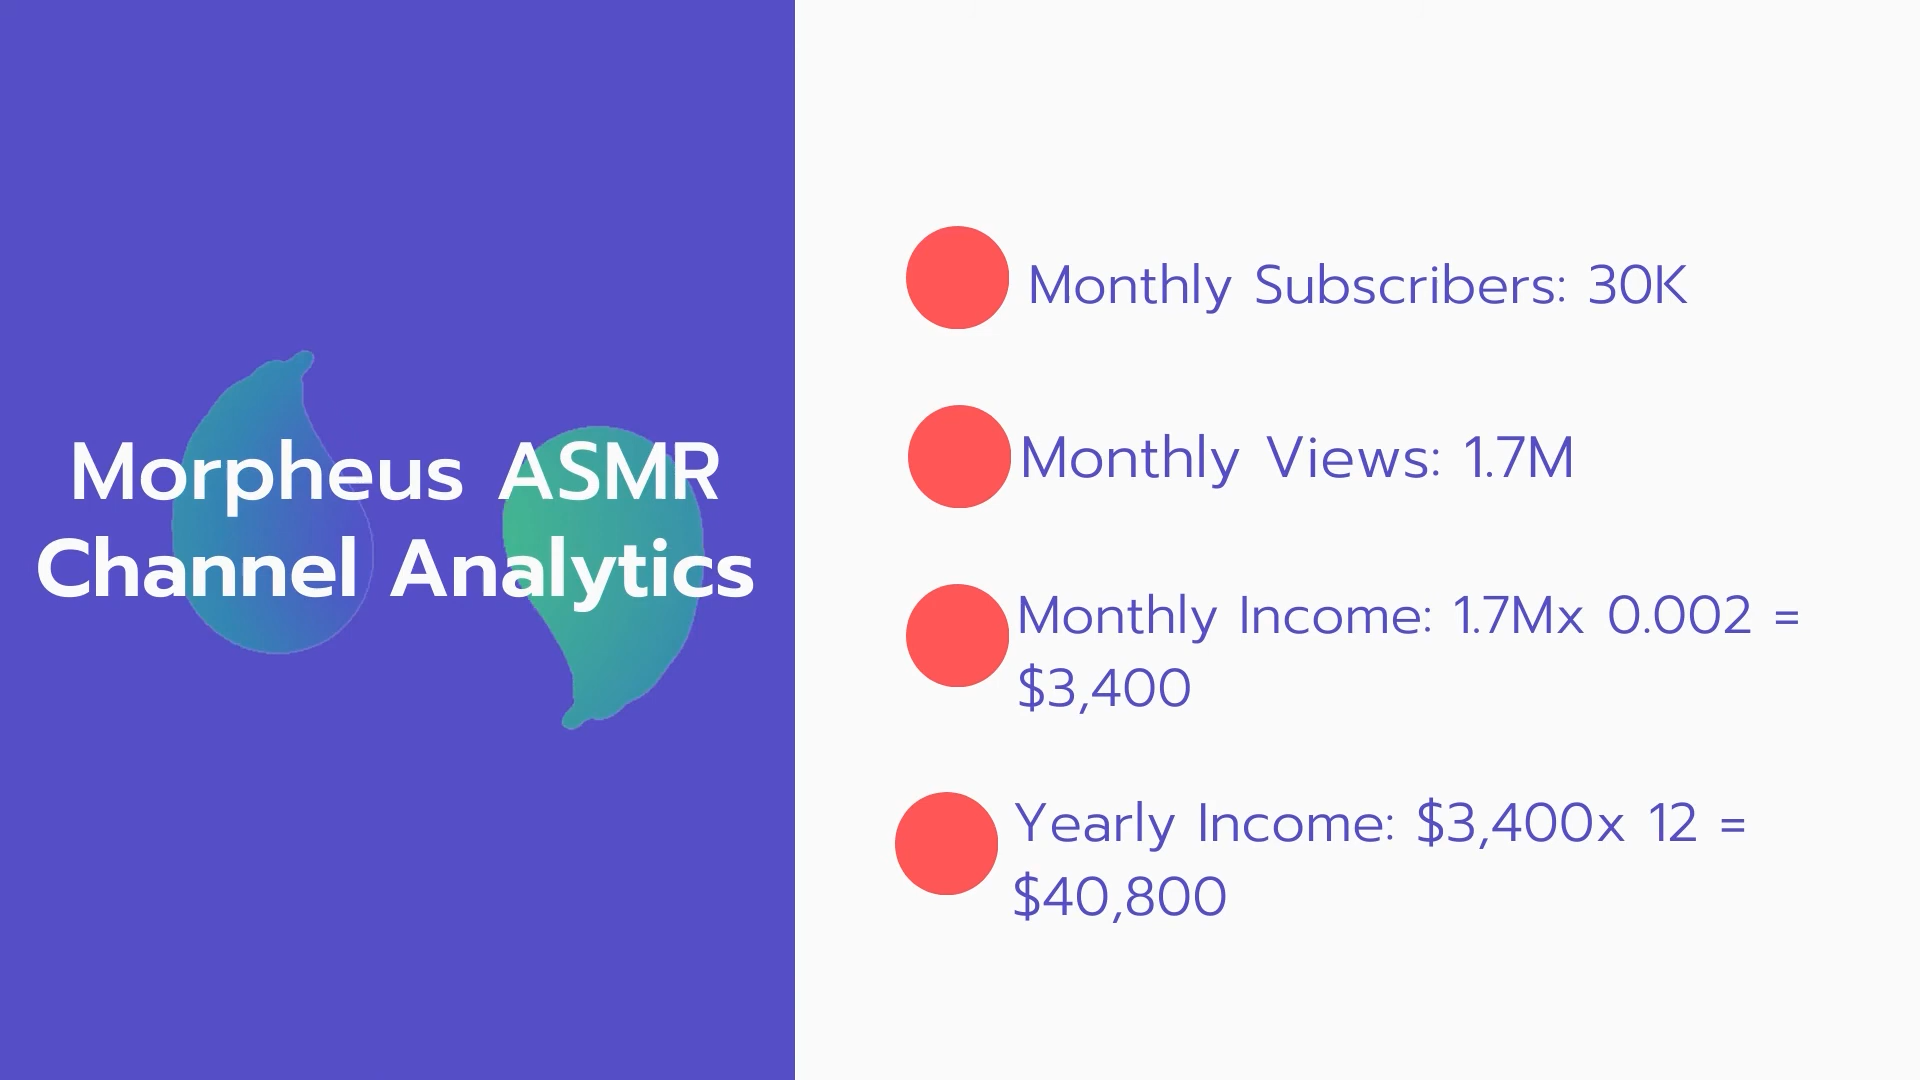 Morpheus ASMR
Channel Analytics
Monthly Subscribers: 30K
Monthly Views: 1.7M
Monthly Income: 1.7Mx 0.002 =
$3,400
Yearly Income: $3,400x 12 =
$40,800